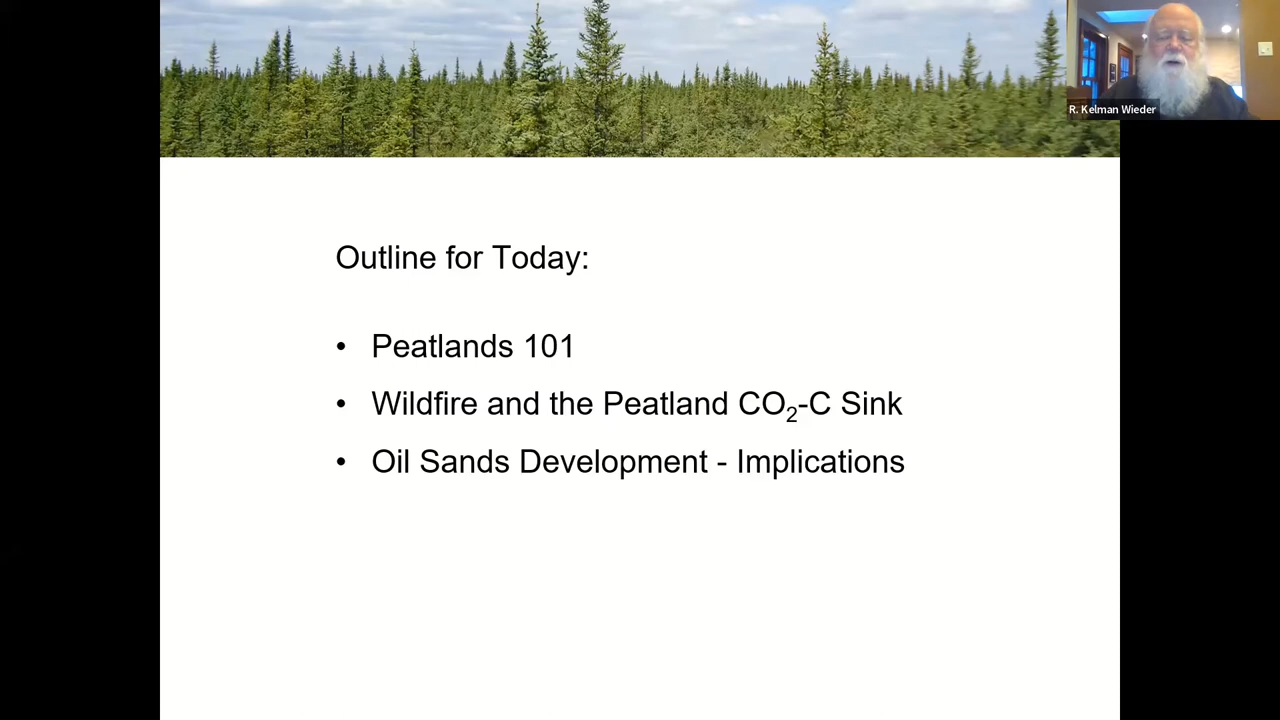 R. Kelman Wieder
Outline for Today:
• Peatlands 101
• Wildfire and the Peatland CO₂-C Sink
• Oil Sands Development - Implications